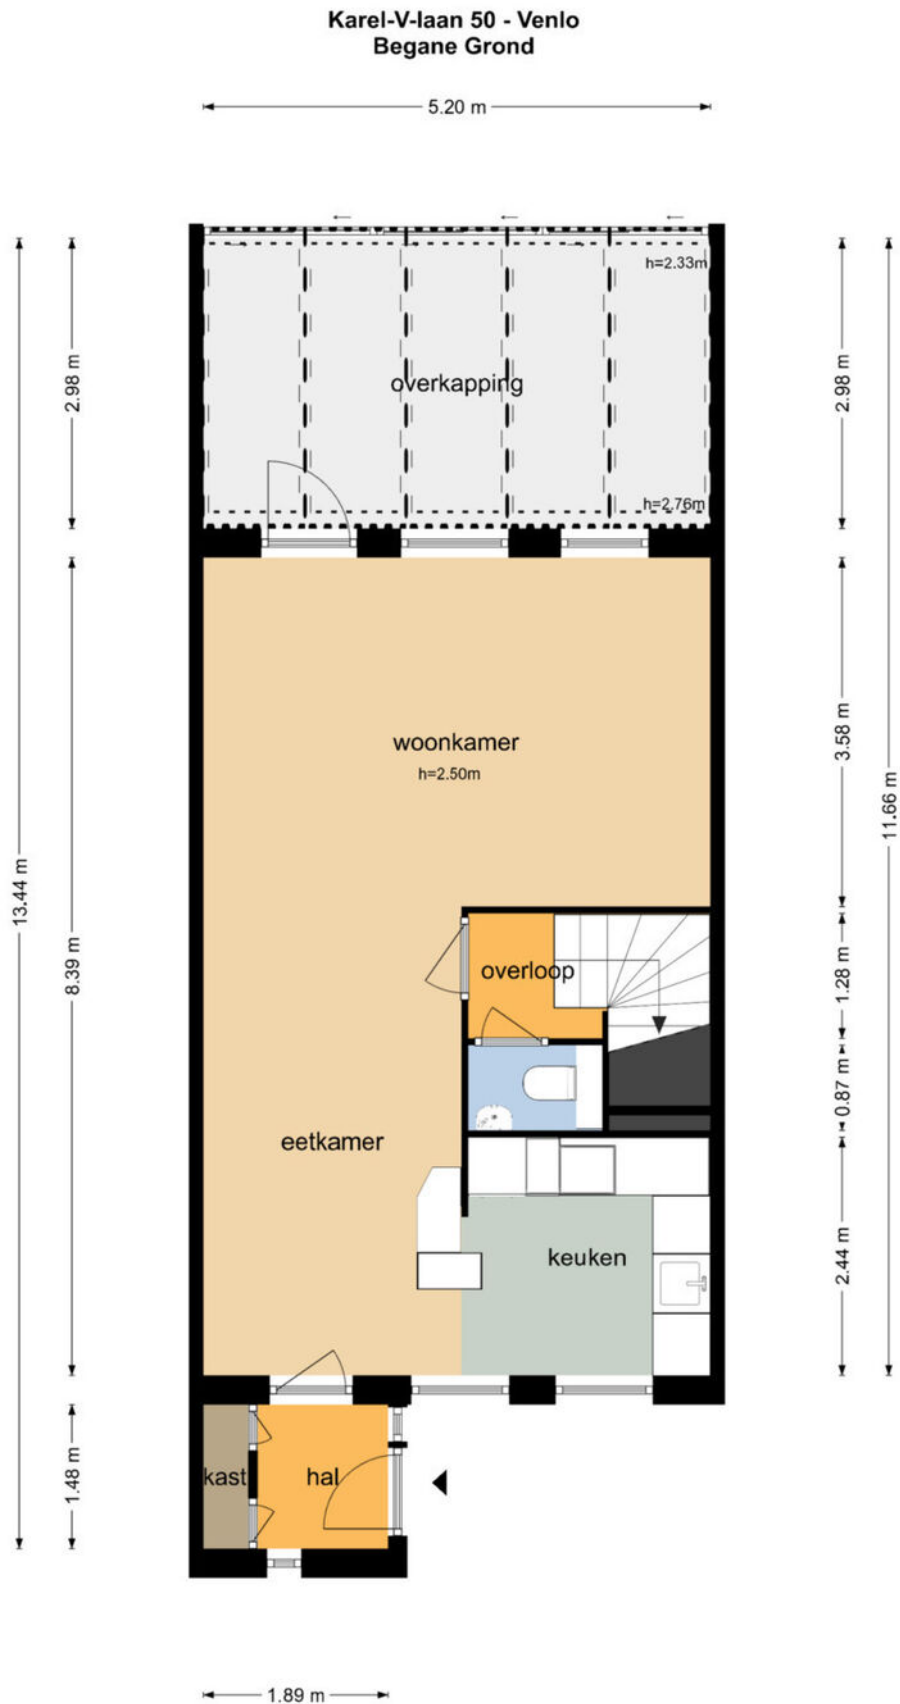 Karel-V-laan 50 - Venlo
Begane Grond
5.20 m
h=2.33m
overkapping
2.98 m
2.98 m
h=2.76m
woonkamer
h=2.50m
3.58 m
11.66 m
13.44 m
8.39 m
overloop
1.28 m
0.87 m
eetkamer
keuken
2.44 m
kast
hal
1.48 m
1.89 m